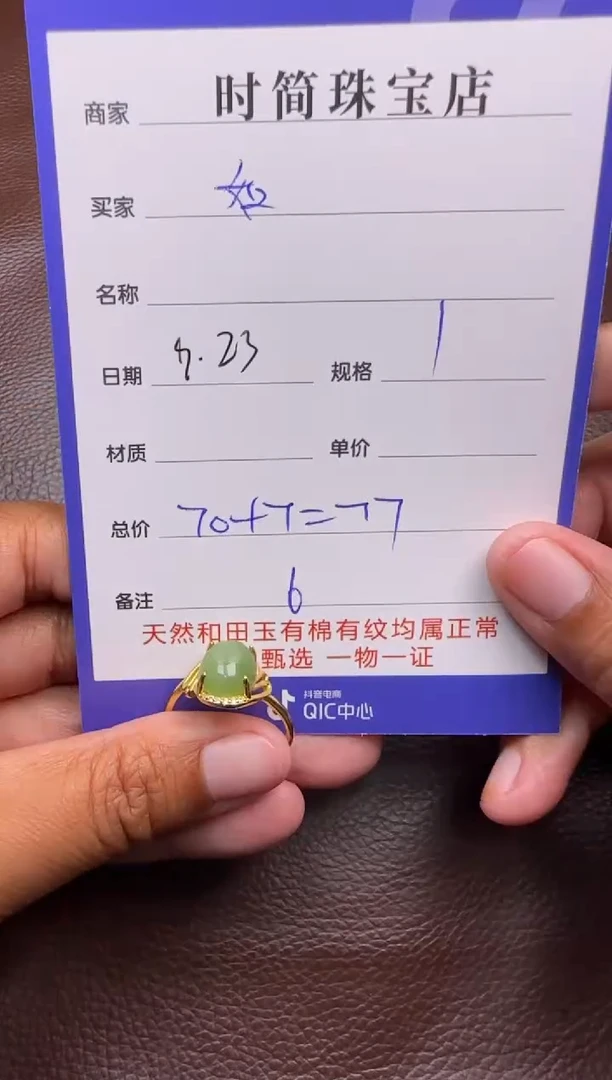 商家 时简珠宝店
买家
名称
日期 9.23 规格 1
材质 单价
总价 70+7=77
备注 6
天然和田玉有棉有纹均属正常
甄选 一物一证
抖音电商
QIC中心